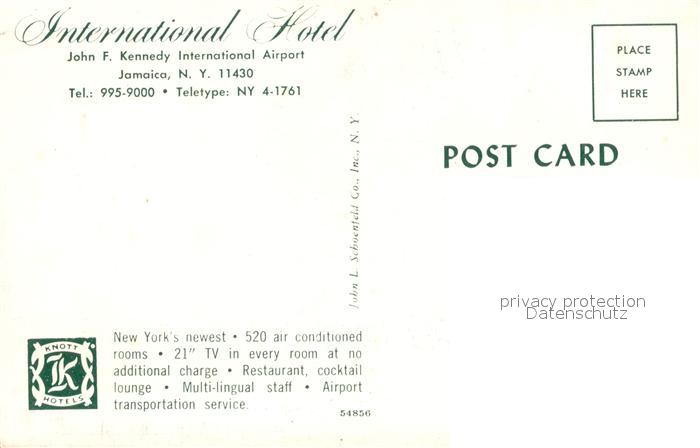 International Hotel
John F. Kennedy International Airport
Jamaica, N. Y. 11430
Tel.: 995-9000 • Teletype: NY 4-1761
PLACE
STAMP
HERE
POST CARD
John L. Schoenfeld Co., Inc., N. Y.
privacy protection
Datenschutz
KNOTT
K
HOTELS
New York's newest • 520 air conditioned
rooms • 21" TV in every room at no
additional charge • Restaurant, cocktail
lounge • Multi-lingual staff • Airport
transportation service.
54856